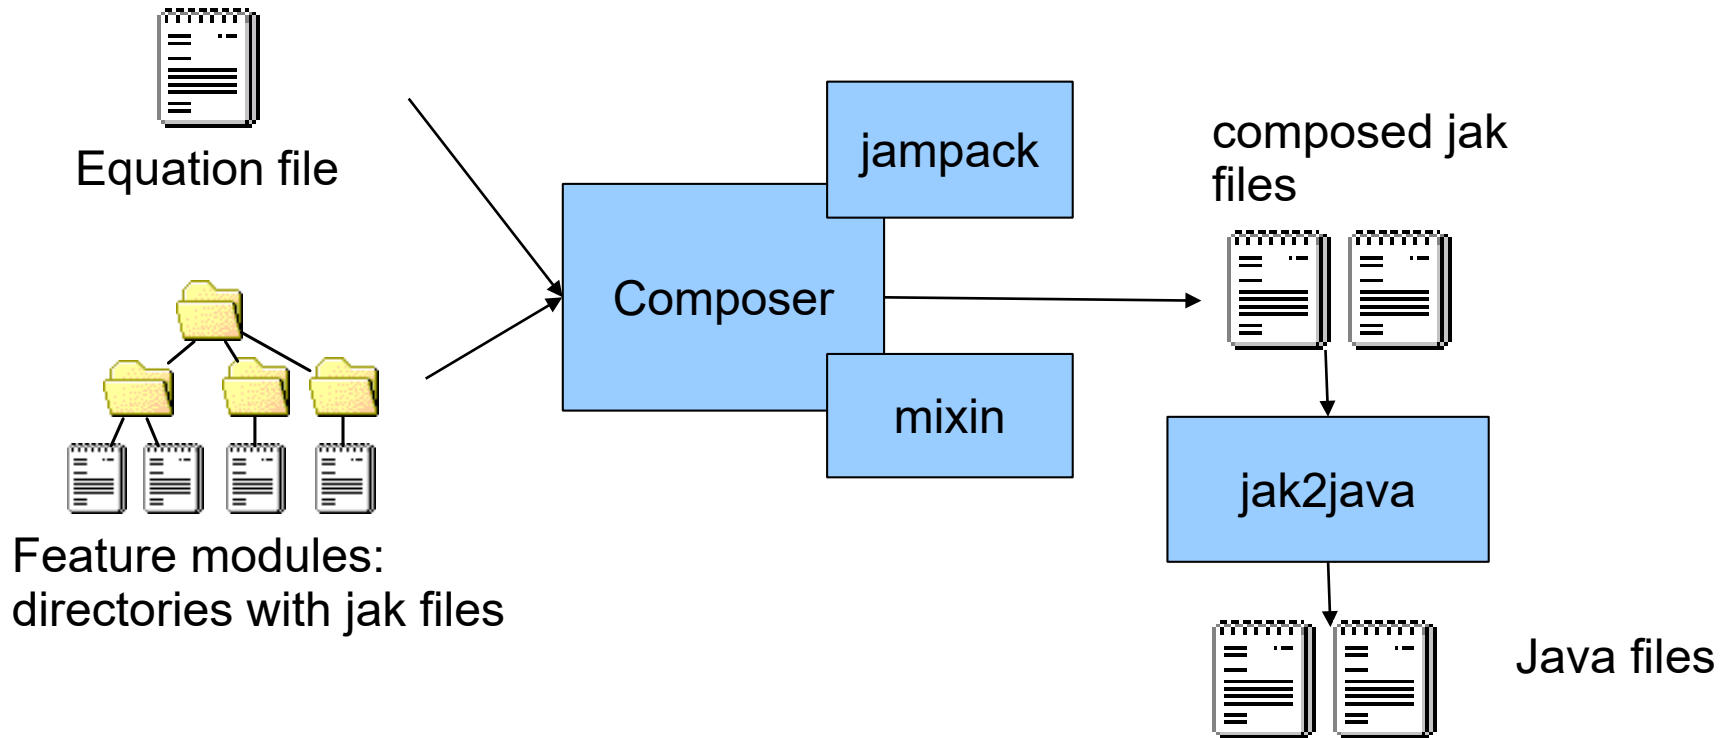 Equation file
jampack
composed jak
files
Composer
mixin
jak2java
Feature modules:
directories with jak files
Java files